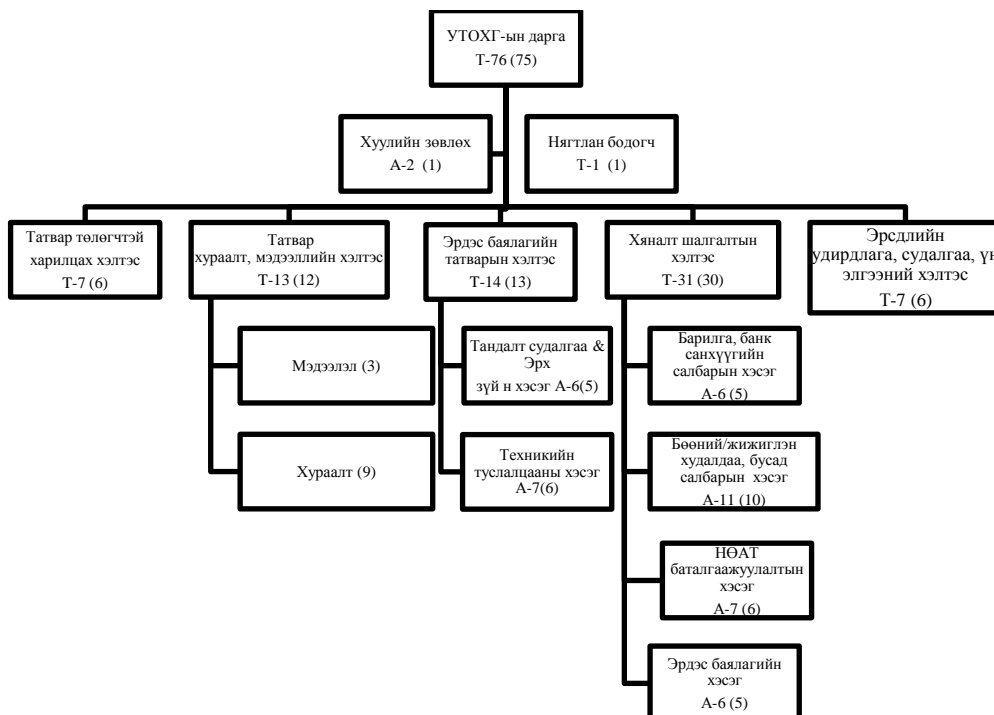 УТОХГ-ын дарга
Т-76 (75)
Хуулийн зөвлөх
А-2 (1)
Нягтлан бодогч
Т-1 (1)
Татвар төлөгчтэй
харилцах хэлтэс
Т-7 (6)
Татвар
хураалт, мэдээллийн хэлтэс
Т-13 (12)
Эрдэс баялагийн
татварын хэлтэс
Т-14 (13)
Хяналт шалгалтын
хэлтэс
Т-31 (30)
Эрсдлийн
удирдлага, судалгаа, үн
элгээний хэлтэс
Т-7 (6)
Мэдээлэл (3)
Хураалт (9)
Тандалт судалгаа &
Эрх
зүй н хэсэг А-6(5)
Техникийн
туслалцааны хэсэг
А-7(6)
Барилга, банк
санхүүгийн
салбарын хэсэг
А-6 (5)
Бөөний/жижиглэн
худалдаа, бусад
салбарын хэсэг
А-11 (10)
НӨАТ
баталгаажуулалтын
хэсэг
А-7 (6)
Эрдэс баялагийн
хэсэг
А-6 (5)